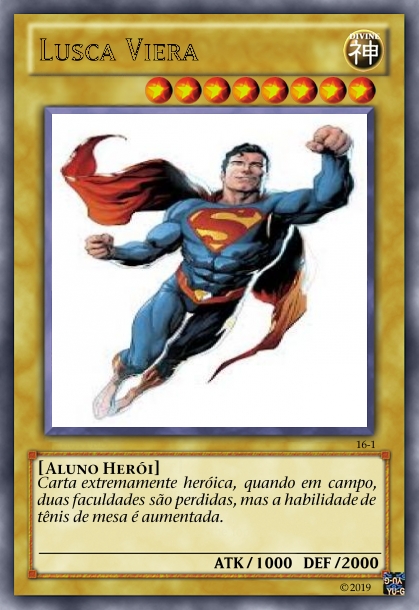 Lusca Viera
DIVINE
神
S
16-1
[Aluno Herói]
Carta extremamente heróica, quando em campo,
duas faculdades são perdidas, mas a habilidade de
tênis de mesa é aumentada.
ATK / 1000 DEF / 2000
©2019